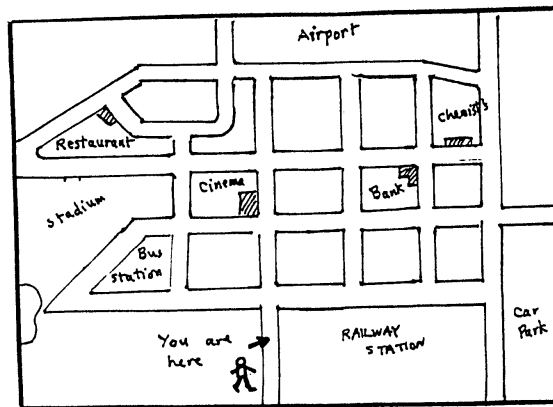 Airport
Chemist's
Restaurant
Cinema
Bank
Stadium
Bus
Station
You are
here
RAILWAY
STATION
Car
Park